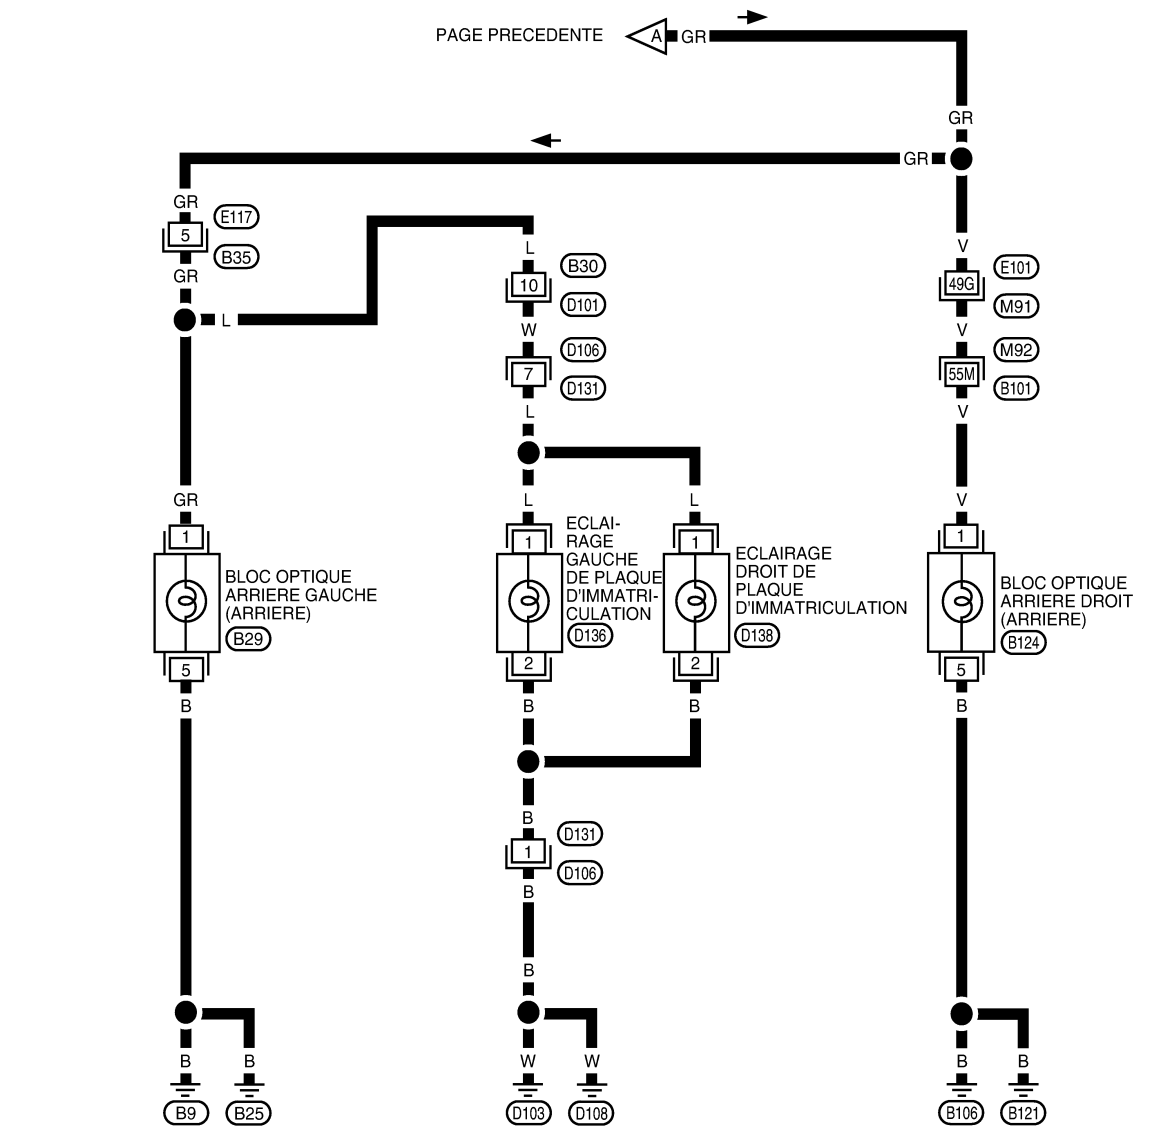 PAGE PRECEDENTE A GR
GR
GR
GR
E117
5
B35
GR
L
L
B30
10
D101
W
D106
7
D131
L
V
E101
49G
M91
V
M92
55M
B101
V
GR
L
L
V
1
BLOC OPTIQUE
ARRIERE GAUCHE
(ARRIERE)
B29
5
B
1
ECLAI-
RAGE
GAUCHE
DE PLAQUE
D'IMMATRI-
CULATION
D136
2
B
1
ECLAIRAGE
DROIT DE
PLAQUE
D'IMMATRICULATION
D138
2
B
1
BLOC OPTIQUE
ARRIERE DROIT
(ARRIERE)
B124
5
B
B
D131
1
D106
B
B
B B
W W
B B
B9 B25
D103 D108
B106 B121